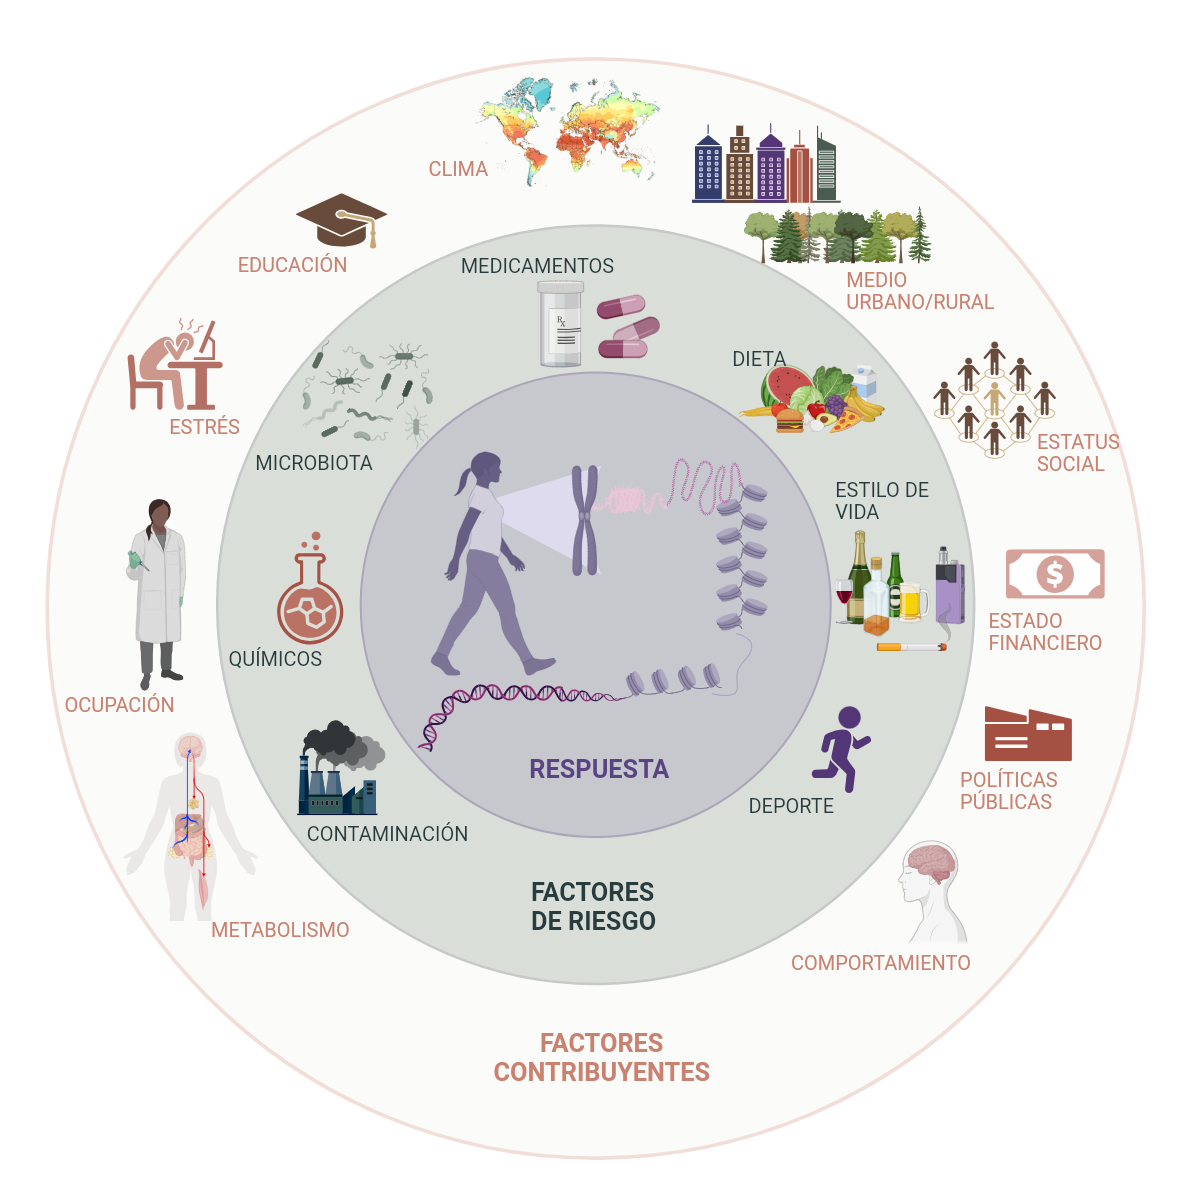 CLIMA
EDUCACIÓN
MEDIO
URBANO/RURAL
MEDICAMENTOS
RX
DIETA
ESTRÉS
ESTATUS
SOCIAL
MICROBIOTA
ESTILO DE
VIDA
$
ESTADO
FINANCIERO
QUÍMICOS
OCUPACIÓN
RESPUESTA
POLÍTICAS
PÚBLICAS
DEPORTE
CONTAMINACIÓN
FACTORES
DE RIESGO
METABOLISMO
COMPORTAMIENTO
FACTORES
CONTRIBUYENTES